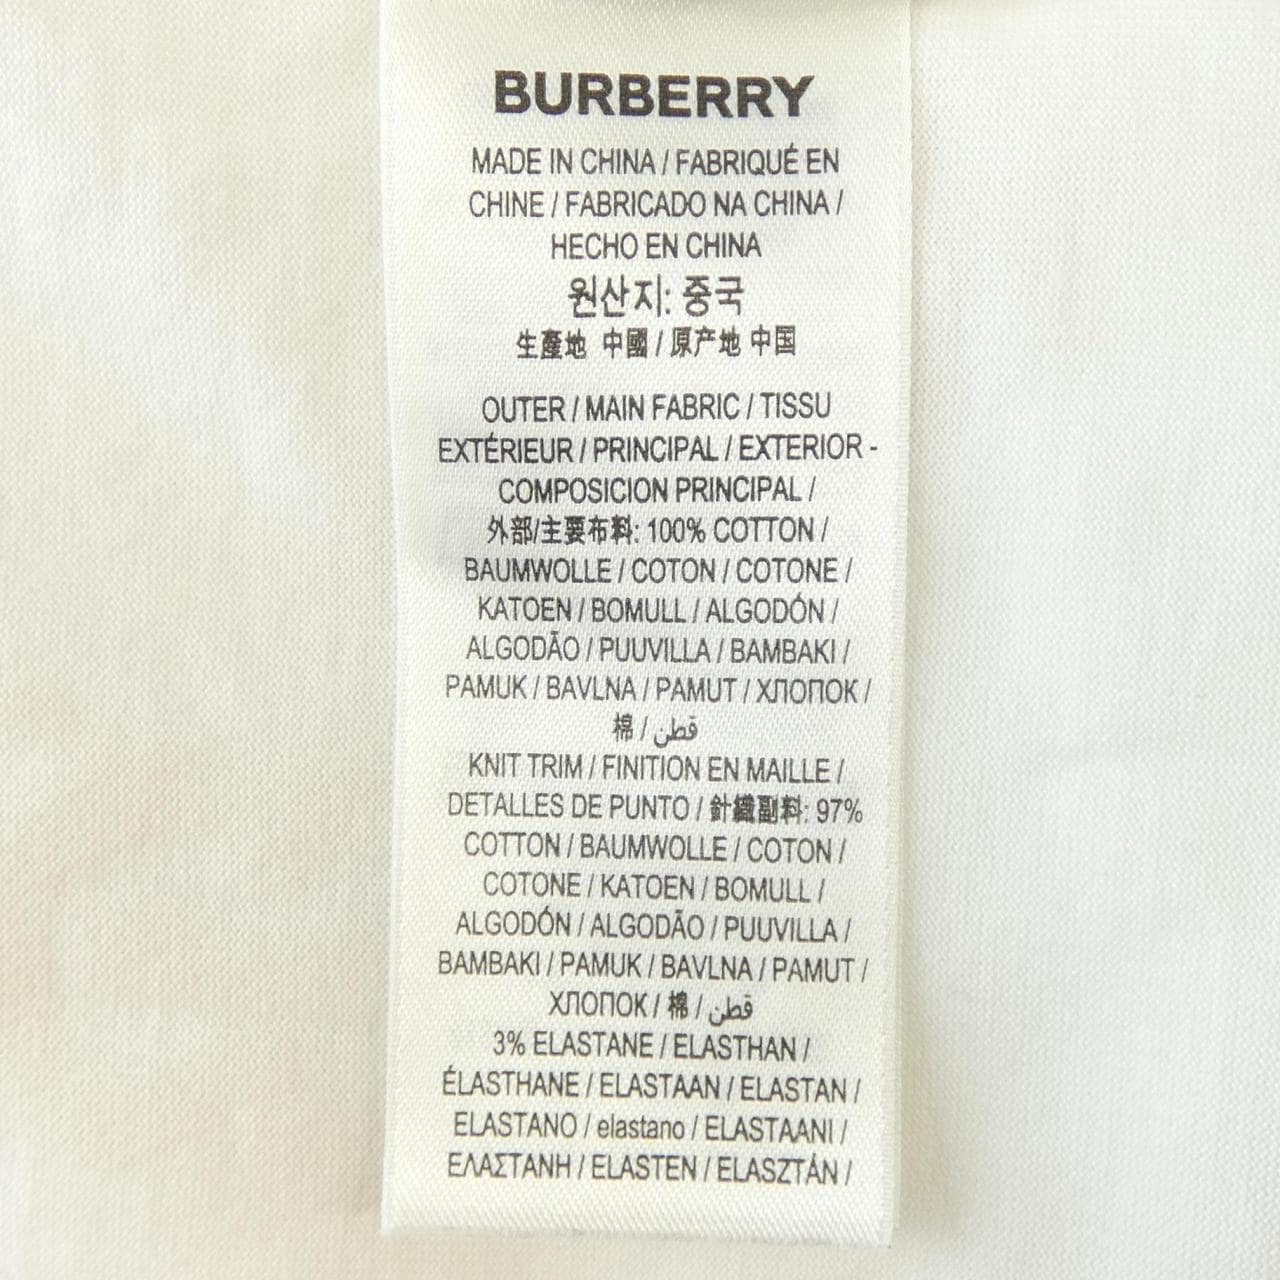 BURBERRY
MADE IN CHINA / FABRIQUÉ EN
CHINE / FABRICADO NA CHINA /
HECHO EN CHINA
원산지: 중국
生產地 中國 / 原产地 中国
OUTER / MAIN FABRIC / TISSU
EXTÉRIEUR / PRINCIPAL / EXTERIOR -
COMPOSICION PRINCIPAL /
外部/主要布料: 100% COTTON /
BAUMWOLLE / COTON / COTONE /
KATOEN / BOMULL / ALGODÓN /
ALGODÃO / PUUVILLA / BAMBAKI /
PAMUK / BAVLNA / PAMUT / ХЛОПОК /
棉 / قطن
KNIT TRIM / FINITION EN MAILLE /
DETALLES DE PUNTO / 針織副料: 97%
COTTON / BAUMWOLLE / COTON /
COTONE / KATOEN / BOMULL /
ALGODÓN / ALGODÃO / PUUVILLA /
BAMBAKI / PAMUK / BAVLNA / PAMUT /
ХЛОПОК / 棉 / قطن
3% ELASTANE / ELASTHAN /
ÉLASTHANE / ELASTAAN / ELASTAN /
ELASTANO / elastano / ELASTAANI /
ΕΛΑΣΤΑΝΗ / ELASTEN / ELASZTÁN /